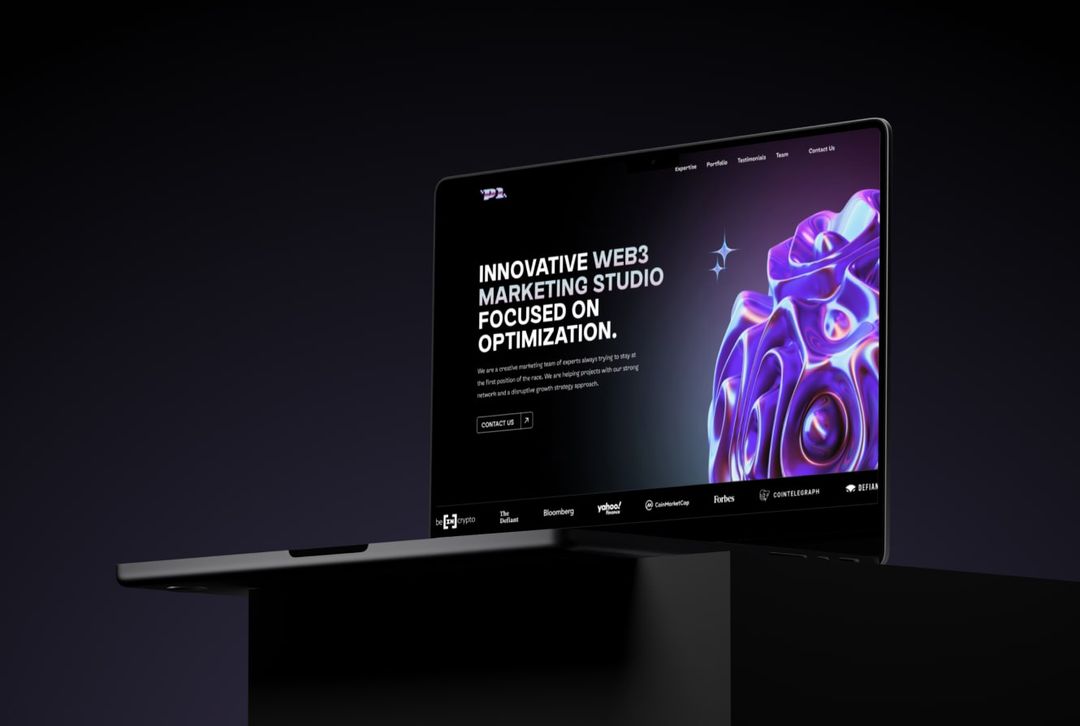 Expertise Portfolio Testimonials Team Contact Us
P1
INNOVATIVE WEB3
MARKETING STUDIO
FOCUSED ON
OPTIMIZATION.
We are a creative marketing team of experts always trying to stay at
the first position of the race. We are helping projects with our strong
network and a disruptive growth strategy approach.
CONTACT US
be[IN]crypto The Defiant Bloomberg yahoo! finance CoinMarketCap Forbes COINTELEGRAPH DEFIAN